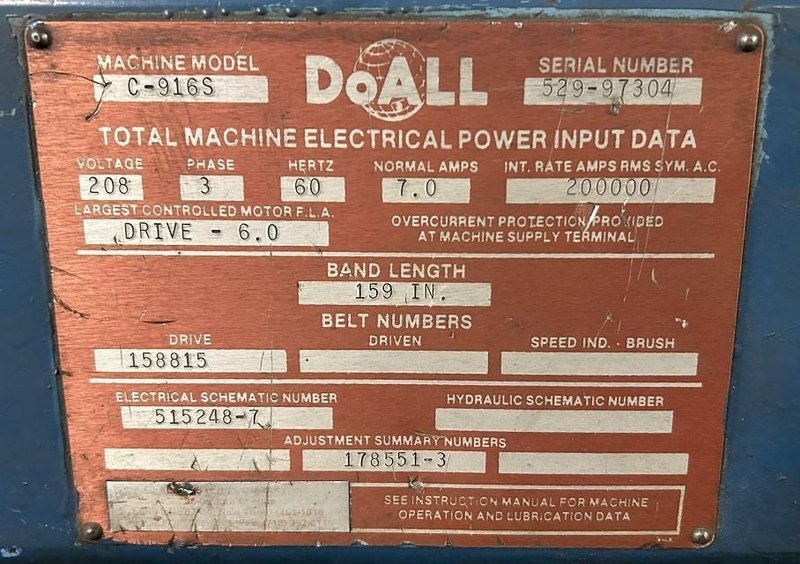 MACHINE MODEL
C-916S
DoALL
SERIAL NUMBER
529-97304
TOTAL MACHINE ELECTRICAL POWER INPUT DATA
VOLTAGE PHASE HERTZ NORMAL AMPS INT. RATE AMPS RMS SYM. A.C.
208 3 60 7.0 200000
LARGEST CONTROLLED MOTOR F.L.A.
DRIVE - 6.0
OVERCURRENT PROTECTION PROVIDED
AT MACHINE SUPPLY TERMINAL
BAND LENGTH
159 IN.
BELT NUMBERS
DRIVE DRIVEN SPEED IND. - BRUSH
158815
ELECTRICAL SCHEMATIC NUMBER HYDRAULIC SCHEMATIC NUMBER
515248-7
ADJUSTMENT SUMMARY NUMBERS
178551-3
SEE INSTRUCTION MANUAL FOR MACHINE
OPERATION AND LUBRICATION DATA